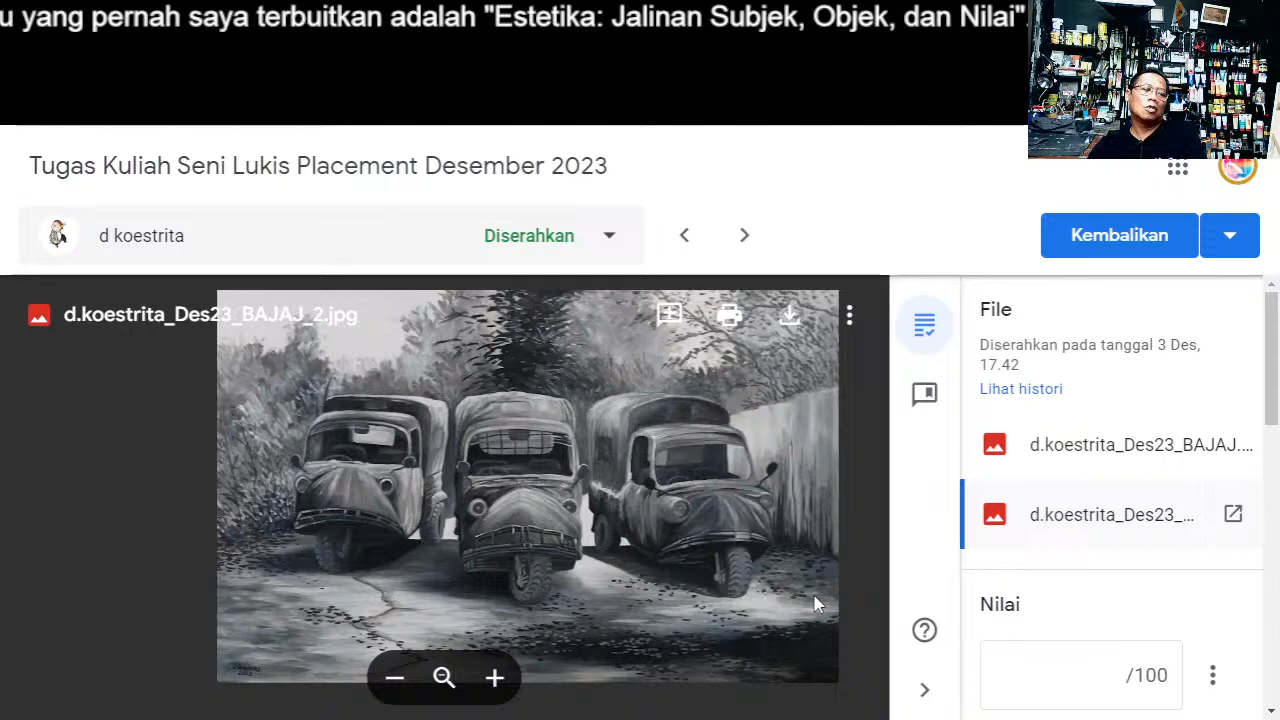 u yang pernah saya terbuitkan adalah "Estetika: Jalinan Subjek, Objek, dan Nilai".
Tugas Kuliah Seni Lukis Placement Desember 2023
d koestrita
Diserahkan
Kembalikan
d.koestrita_Des23_BAJAJ_2.jpg
File
Diserahkan pada tanggal 3 Des,
17.42
Lihat histori
d.koestrita_Des23_BAJAJ....
d.koestrita_Des23_...
Nilai
/100